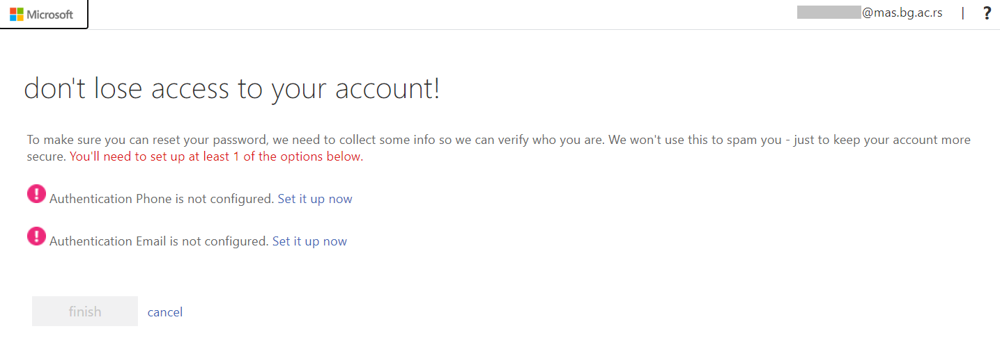 Microsoft
@mas.bg.ac.rs | ?
don't lose access to your account!
To make sure you can reset your password, we need to collect some info so we can verify who you are. We won't use this to spam you - just to keep your account more
secure. You'll need to set up at least 1 of the options below.
! Authentication Phone is not configured. Set it up now
! Authentication Email is not configured. Set it up now
finish cancel